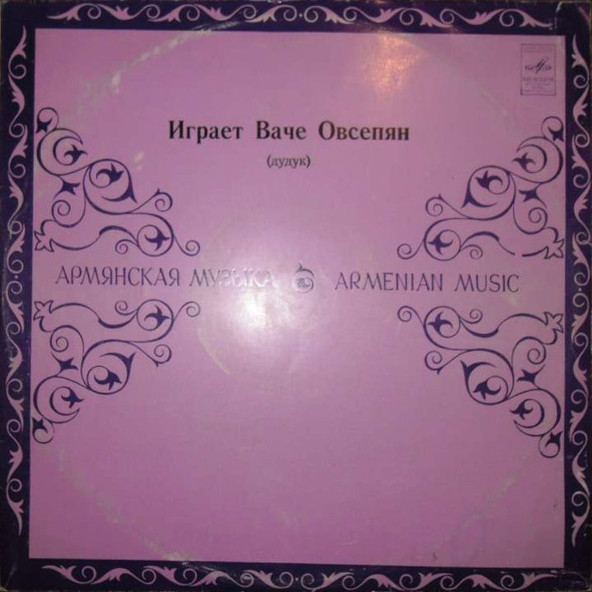 Играет Ваче Овсепян
(дудук)
АРМЯНСКАЯ МУЗЫКА ARMENIAN MUSIC